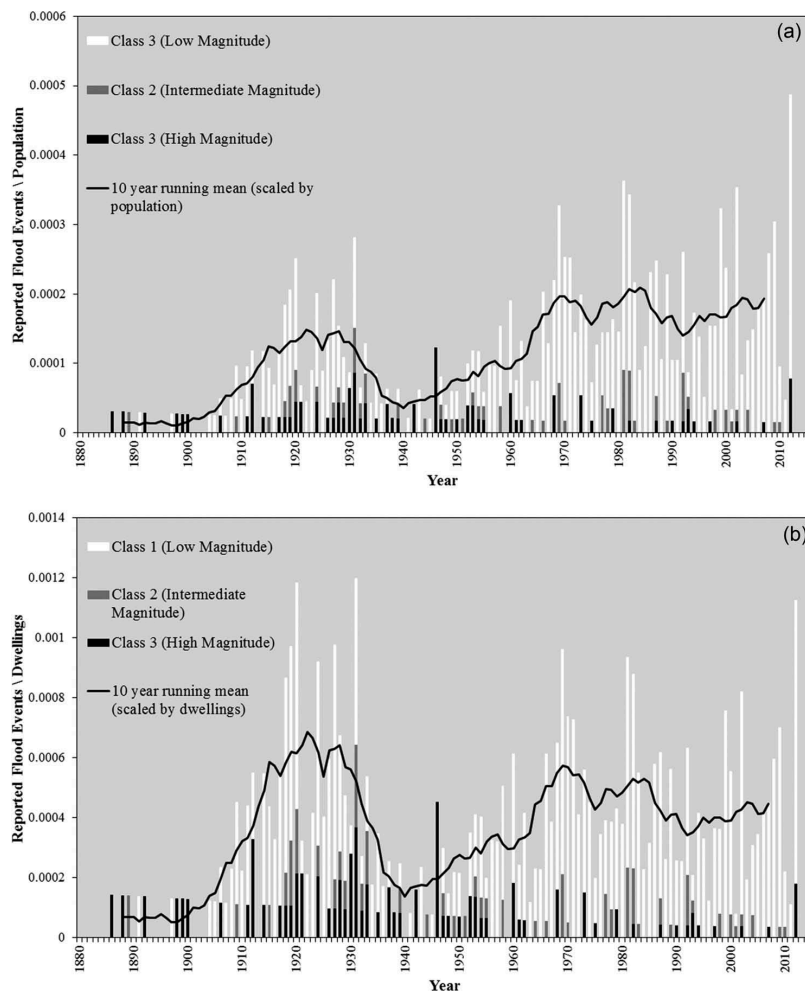 (a)
0.0006
Class 3 (Low Magnitude)
0.0005
Class 2 (Intermediate Magnitude)
0.0004
Class 3 (High Magnitude)
0.0003
10 year running mean (scaled by
population)
0.0002
0.0001
0
Reported Flood Events \ Population
1880 1890 1900 1910 1920 1930 1940 1950 1960 1970 1980 1990 2000 2010
Year
(b)
0.0014
Class 1 (Low Magnitude)
0.0012
Class 2 (Intermediate
Magnitude)
0.001
Class 3 (High Magnitude)
0.0008
10 year running mean
(scaled by dwellings)
0.0006
0.0004
0.0002
0
Reported Flood Events \ Dwellings
1880 1890 1900 1910 1920 1930 1940 1950 1960 1970 1980 1990 2000 2010
Year